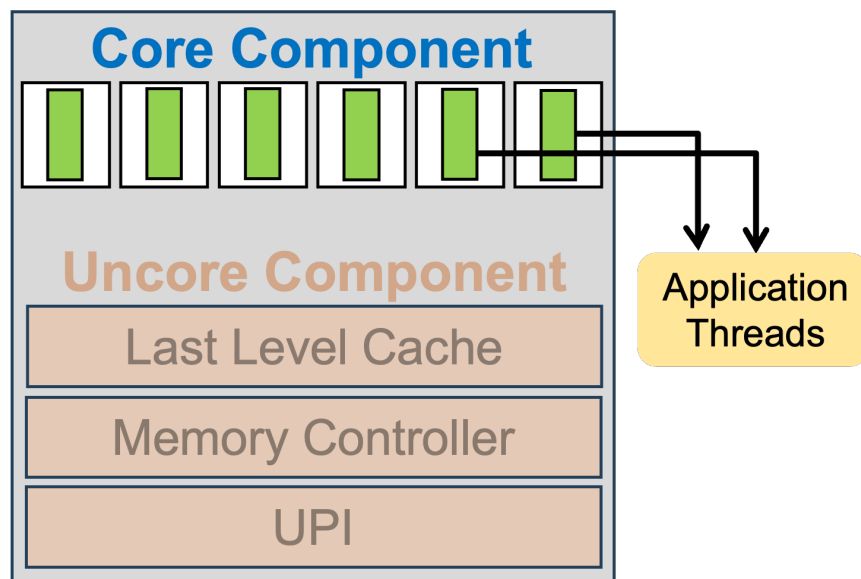 Core Component
Uncore Component
Last Level Cache
Memory Controller
UPI
Application
Threads